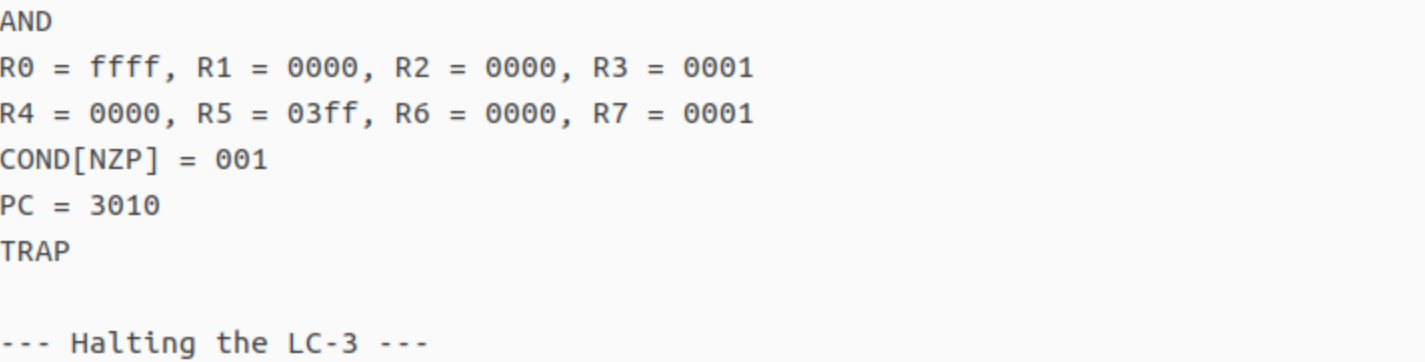 AND
R0 = ffff, R1 = 0000, R2 = 0000, R3 = 0001
R4 = 0000, R5 = 03ff, R6 = 0000, R7 = 0001
COND[NZP] = 001
PC = 3010
TRAP

--- Halting the LC-3 ---